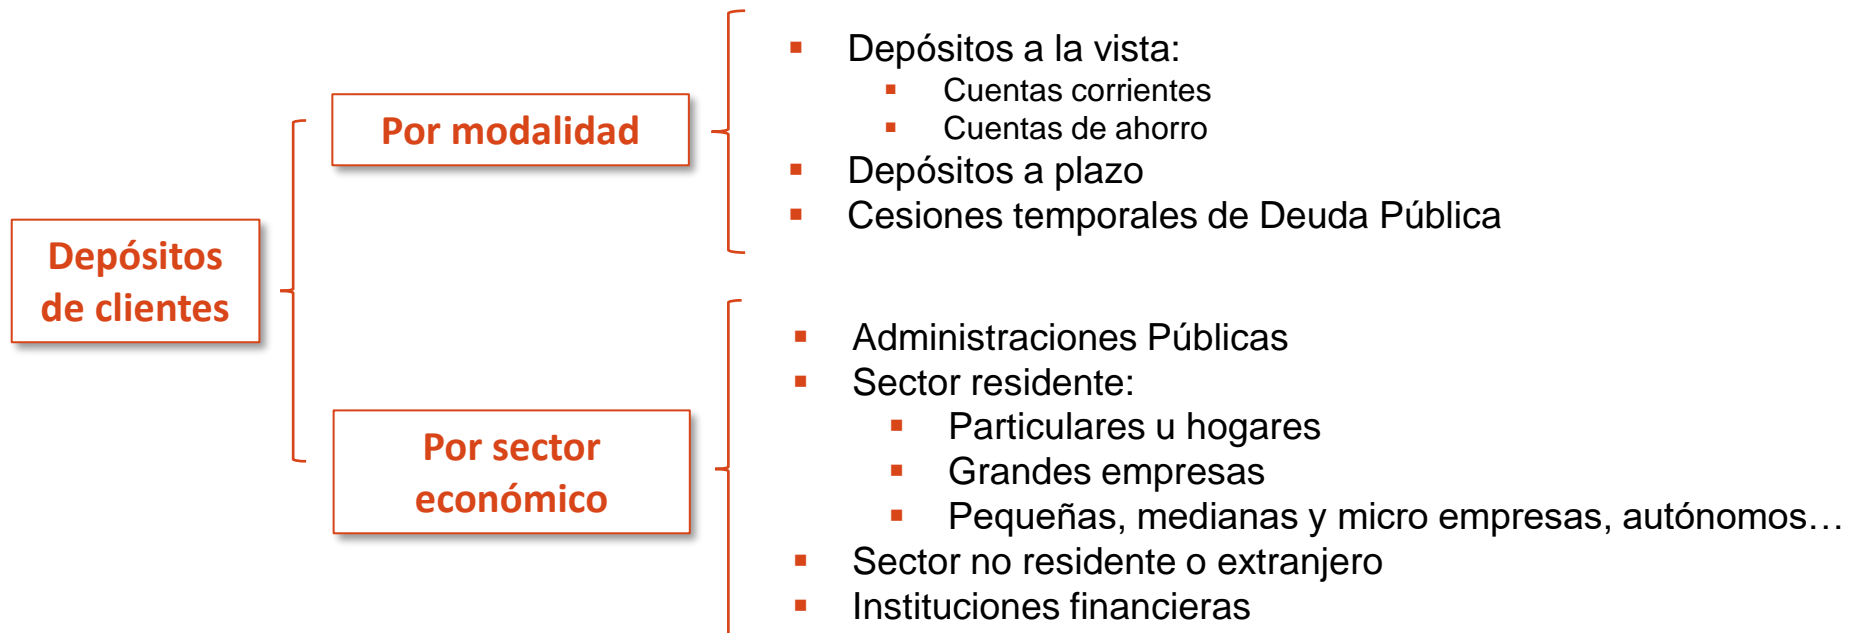 Depósitos
de clientes
Por modalidad
Depósitos a la vista:
Cuentas corrientes
Cuentas de ahorro
Depósitos a plazo
Cesiones temporales de Deuda Pública
Por sector
económico
Administraciones Públicas
Sector residente:
Particulares u hogares
Grandes empresas
Pequeñas, medianas y micro empresas, autónomos…
Sector no residente o extranjero
Instituciones financieras